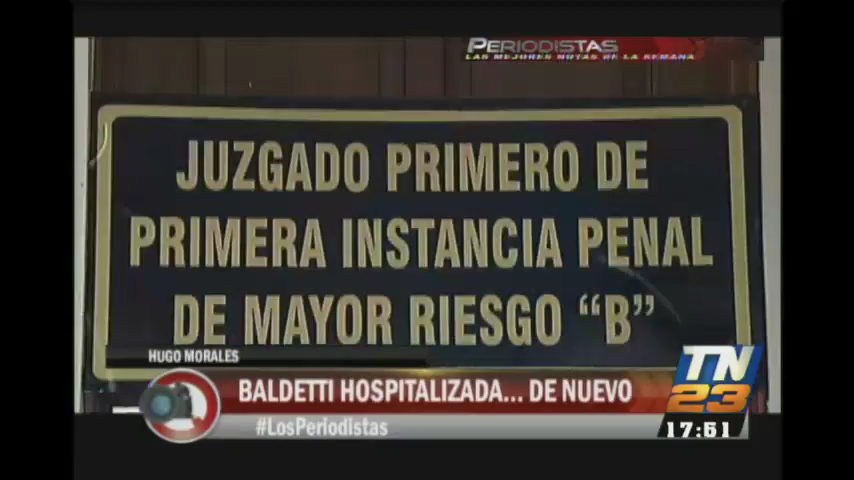 PERIODISTAS
LAS MEJORES NOTAS DE LA SEMANA
JUZGADO PRIMERO DE
PRIMERA INSTANCIA PENAL
DE MAYOR RIESGO “B”
HUGO MORALES
BALDETTI HOSPITALIZADA... DE NUEVO
#LosPeriodistas
TN
23
17:51